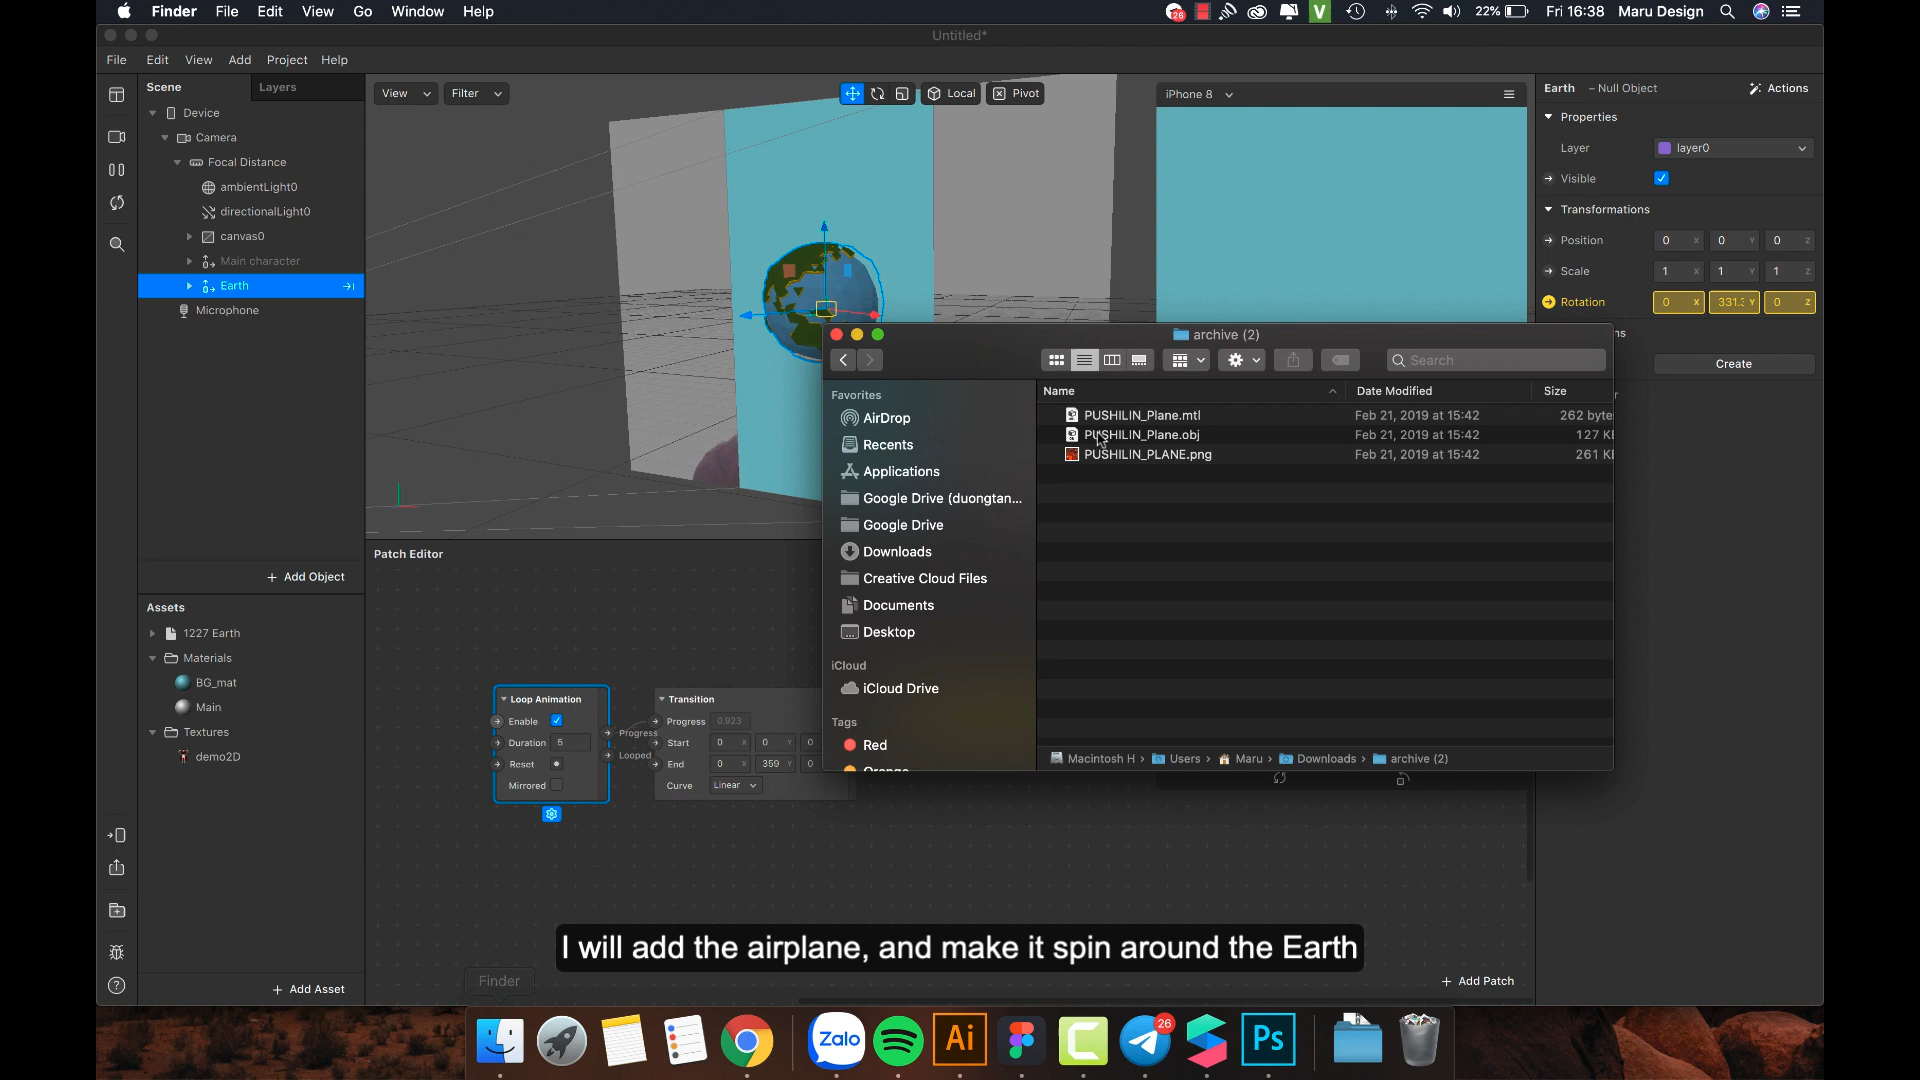 Finder File Edit View Go Window Help
26 V 22% Fri 16:38 Maru Design
Untitled*
File Edit View Add Project Help
Scene Layers
Device
Camera
Focal Distance
ambientLight0
directionalLight0
canvas0
Main character
Earth
Microphone
+ Add Object
Assets
1227 Earth
Materials
BG_mat
Main
Textures
demo2D
+ Add Asset
View Filter Local Pivot
iPhone 8
Earth – Null Object Actions
Properties
Layer layer0
Visible
Transformations
Position 0 X 0 Y 0 Z
Scale 1 X 1 Y 1 Z
Rotation 0 X 331.3 Y 0 Z
ns
Create
archive (2)
Search
Favorites
AirDrop
Recents
Applications
Google Drive (duongtan...
Google Drive
Downloads
Creative Cloud Files
Documents
Desktop
iCloud
iCloud Drive
Tags
Red
Orange
Name Date Modified Size
PUSHILIN_Plane.mtl Feb 21, 2019 at 15:42 262 byte
PUSHILIN_Plane.obj Feb 21, 2019 at 15:42 127 K
PUSHILIN_PLANE.png Feb 21, 2019 at 15:42 261 K
Macintosh H › Users › Maru › Downloads › archive (2)
Patch Editor
Loop Animation
Enable
Duration 5
Reset
Mirrored
Progress
Looped
Transition
Progress 0.923
Start 0 X 0 Y 0
End 0 X 359 Y 0
Curve Linear
I will add the airplane, and make it spin around the Earth
+ Add Patch
Finder
Zalo Ai 26 Ps